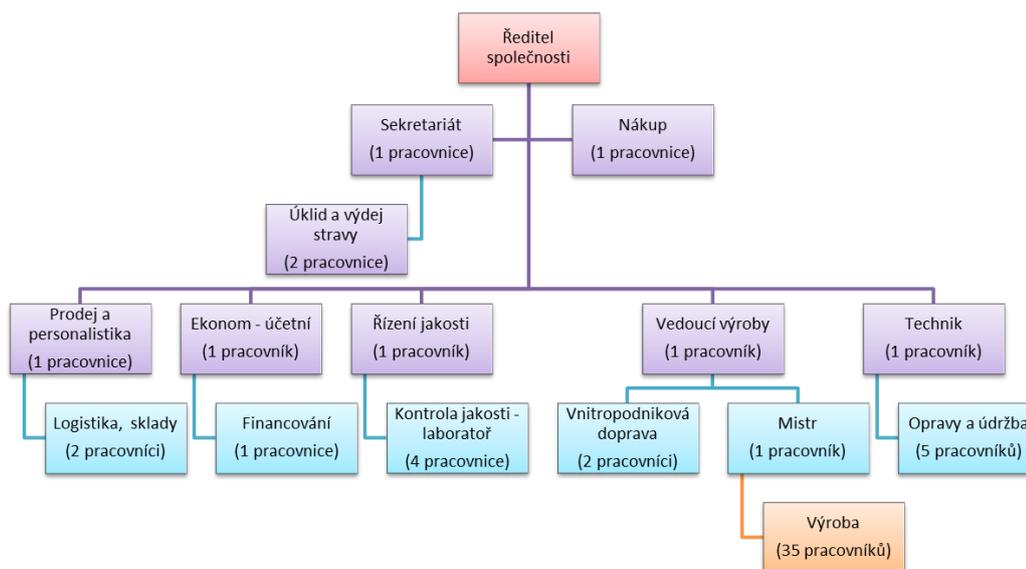 Ředitel
společnosti
Sekretariát
(1 pracovnice)
Nákup
(1 pracovnice)
Úklid a výdej
stravy
(2 pracovnice)
Prodej a
personalistika
(1 pracovnice)
Ekonom - účetní
(1 pracovník)
Řízení jakosti
(1 pracovník)
Vedoucí výroby
(1 pracovník)
Technik
(1 pracovník)
Logistika, sklady
(2 pracovníci)
Financování
(1 pracovnice)
Kontrola jakosti -
laboratoř
(4 pracovnice)
Vnitropodniková
doprava
(2 pracovníci)
Mistr
(1 pracovník)
Opravy a údržba
(5 pracovníků)
Výroba
(35 pracovníků)